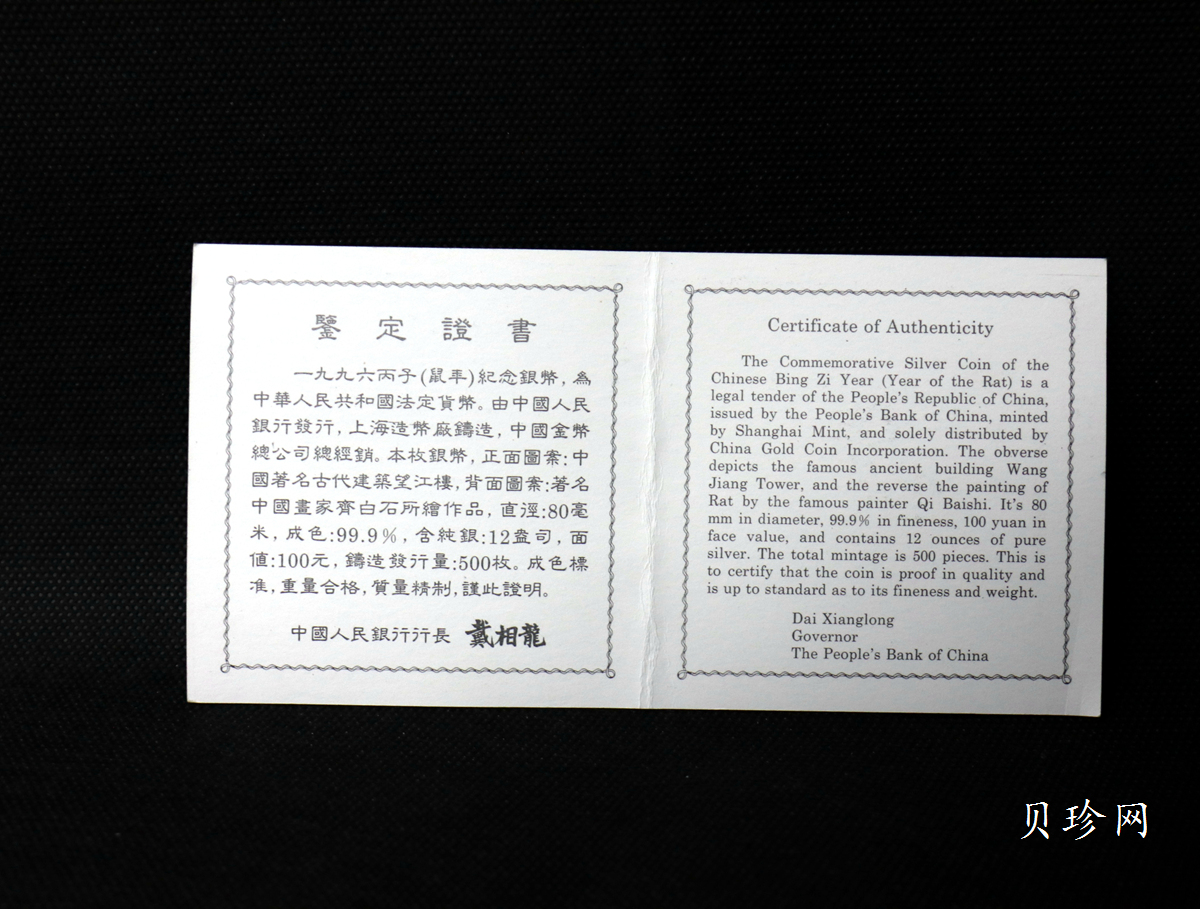 鑒定證書
一九九六丙子(鼠年)紀念銀幣,為
中華人民共和國法定貨幣。由中國人民
銀行發行,上海造幣廠鑄造,中國金幣
總公司總經銷。本枚銀幣,正面圖案:中
國著名古代建築望江樓,背面圖案:著名
中國畫家齊白石所繪作品,直徑:80毫
米,成色:99.9%,含純銀:12盎司,面
值:100元,鑄造發行量:500枚。成色標
准,重量合格,質量精制,謹此證明。
中國人民銀行行長 戴相龍
Certificate of Authenticity
The Commemorative Silver Coin of the
Chinese Bing Zi Year (Year of the Rat) is a
legal tender of the People's Republic of China,
issued by the People's Bank of China, minted
by Shanghai Mint, and solely distributed by
China Gold Coin Incorporation. The obverse
depicts the famous ancient building Wang
Jiang Tower, and the reverse the painting of
Rat by the famous painter Qi Baishi. It's 80
mm in diameter, 99.9% in fineness, 100 yuan in
face value, and contains 12 ounces of pure
silver. The total mintage is 500 pieces. This is
to certify that the coin is proof in quality and
is up to standard as to its fineness and weight.
Dai Xianglong
Governor
The People's Bank of China
贝珍网